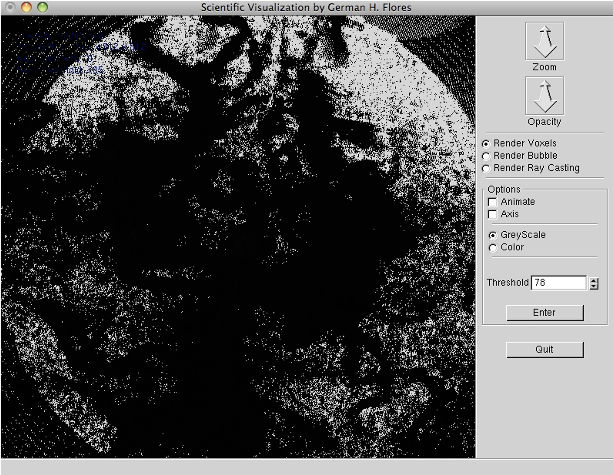 Scientific Visualization by German H. Flores
Zoom
Opacity
Render Voxels
Render Bubble
Render Ray Casting
Options
Animate
Axis
GreyScale
Color
Threshold 78
Enter
Quit